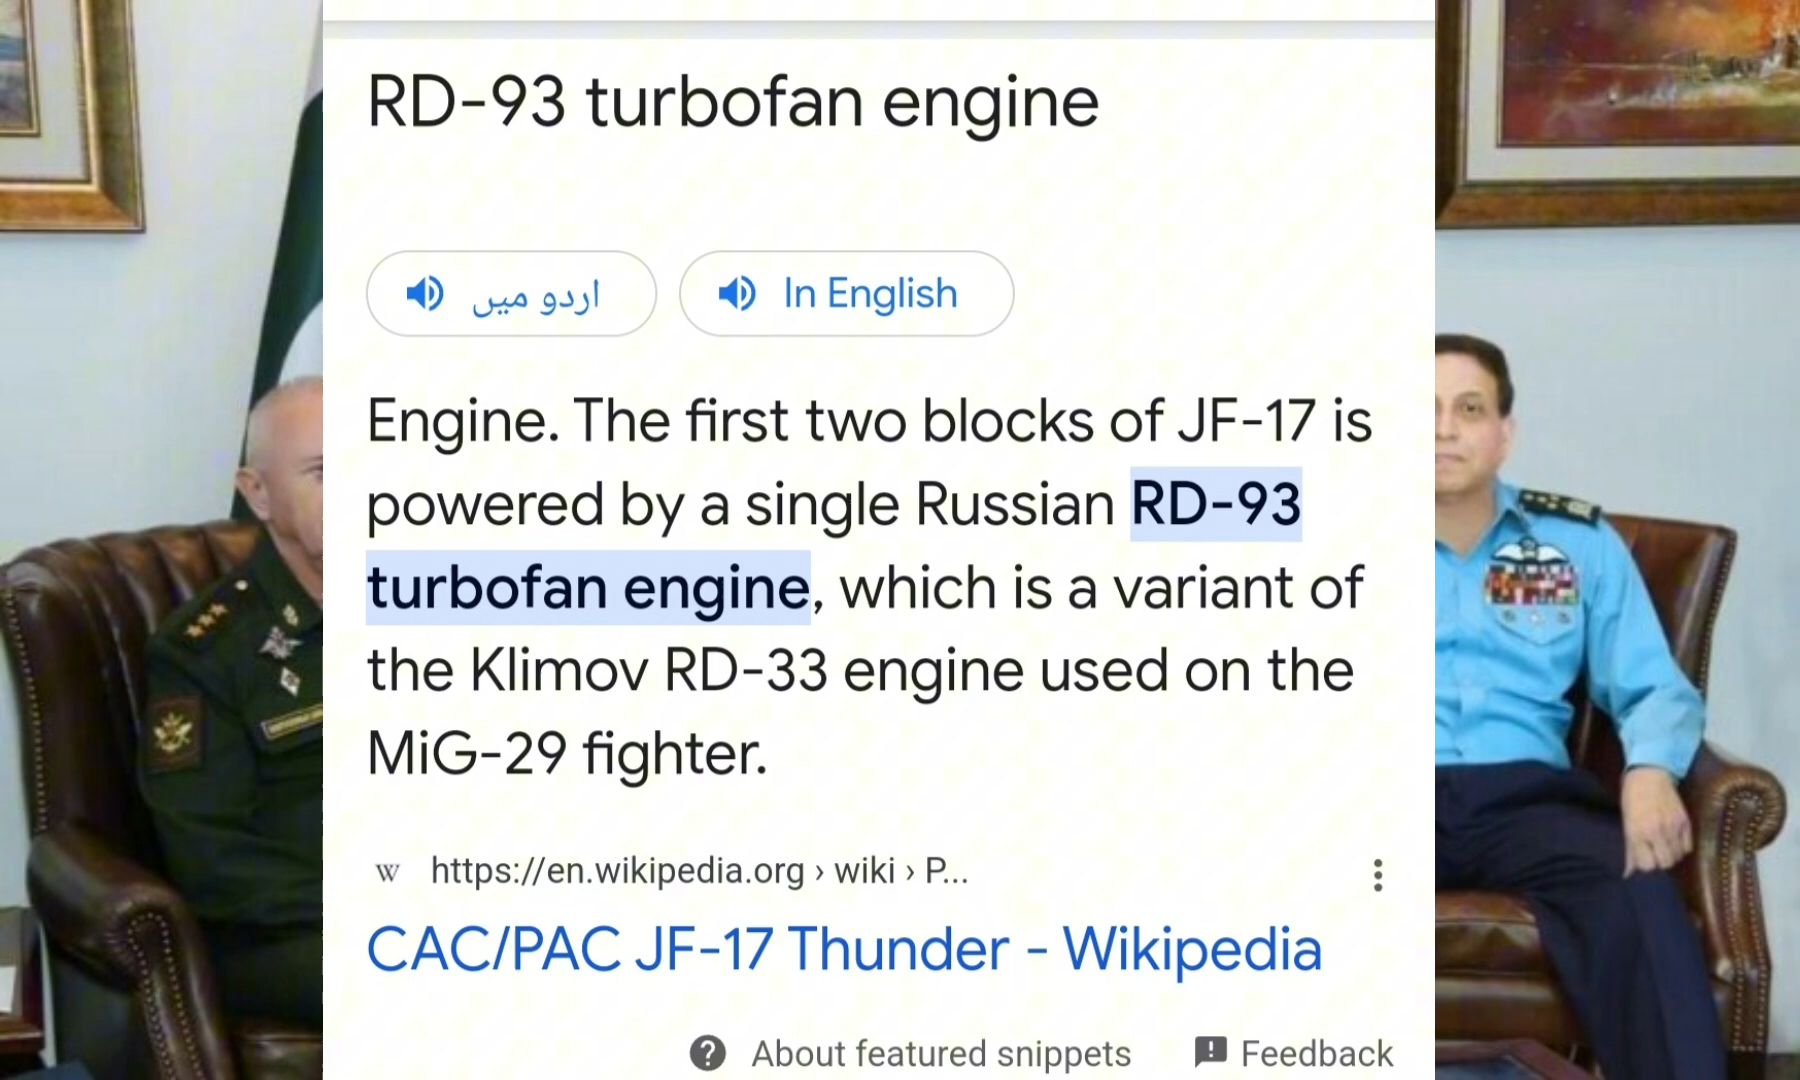 RD-93 turbofan engine
اردو میں
In English
Engine. The first two blocks of JF-17 is
powered by a single Russian RD-93
turbofan engine, which is a variant of
the Klimov RD-33 engine used on the
MiG-29 fighter.
W https://en.wikipedia.org › wiki › P...
CAC/PAC JF-17 Thunder - Wikipedia
? About featured snippets
! Feedback